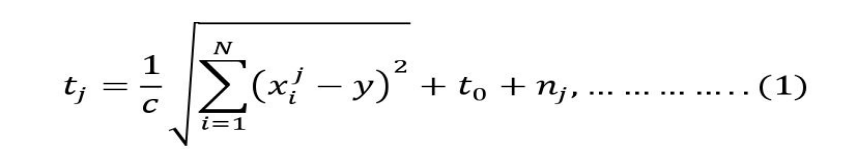 t_j = \frac{1}{c} \sqrt{\sum_{i=1}^{N} (x_i^j - y)^2} + t_0 + n_j, … … … … . . (1)